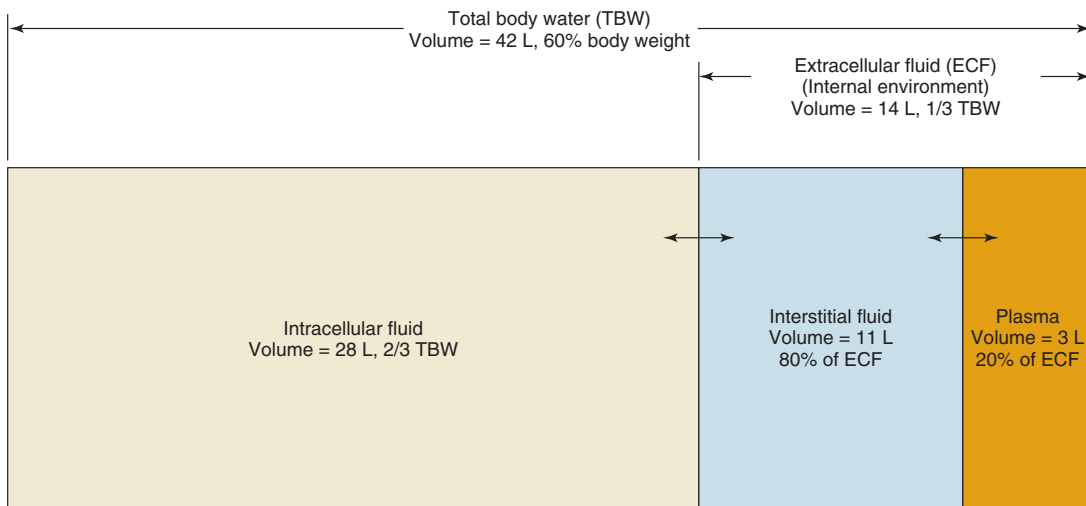 Total body water (TBW)
Volume = 42 L, 60% body weight
Extracellular fluid (ECF)
(Internal environment)
Volume = 14 L, 1/3 TBW
Intracellular fluid
Volume = 28 L, 2/3 TBW
Interstitial fluid
Volume = 11 L
80% of ECF
Plasma
Volume = 3 L
20% of ECF